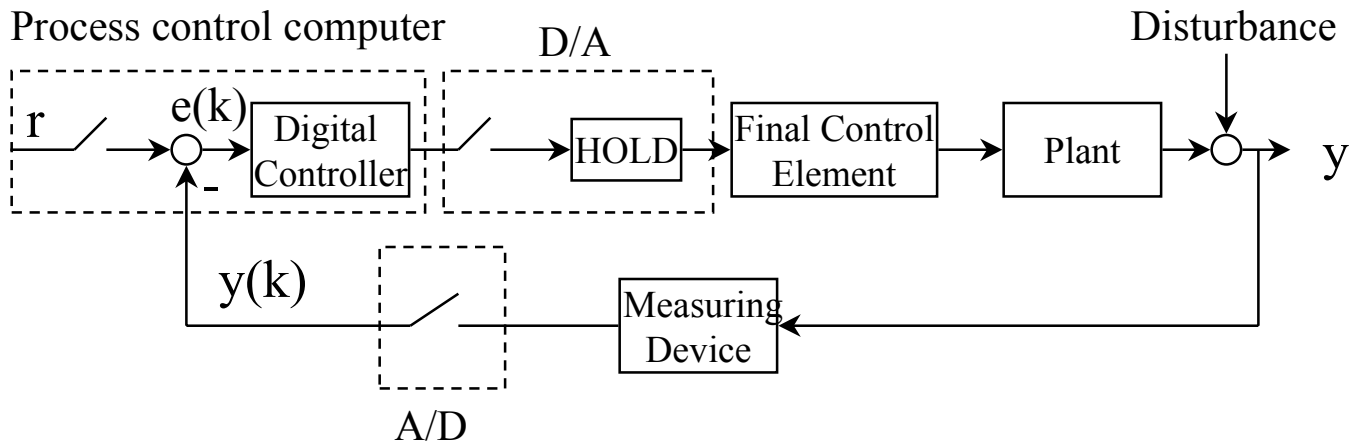 Process control computer
D/A
Disturbance
r
e(k)
-
Digital
Controller
HOLD
Final Control
Element
Plant
y
y(k)
Measuring
Device
A/D